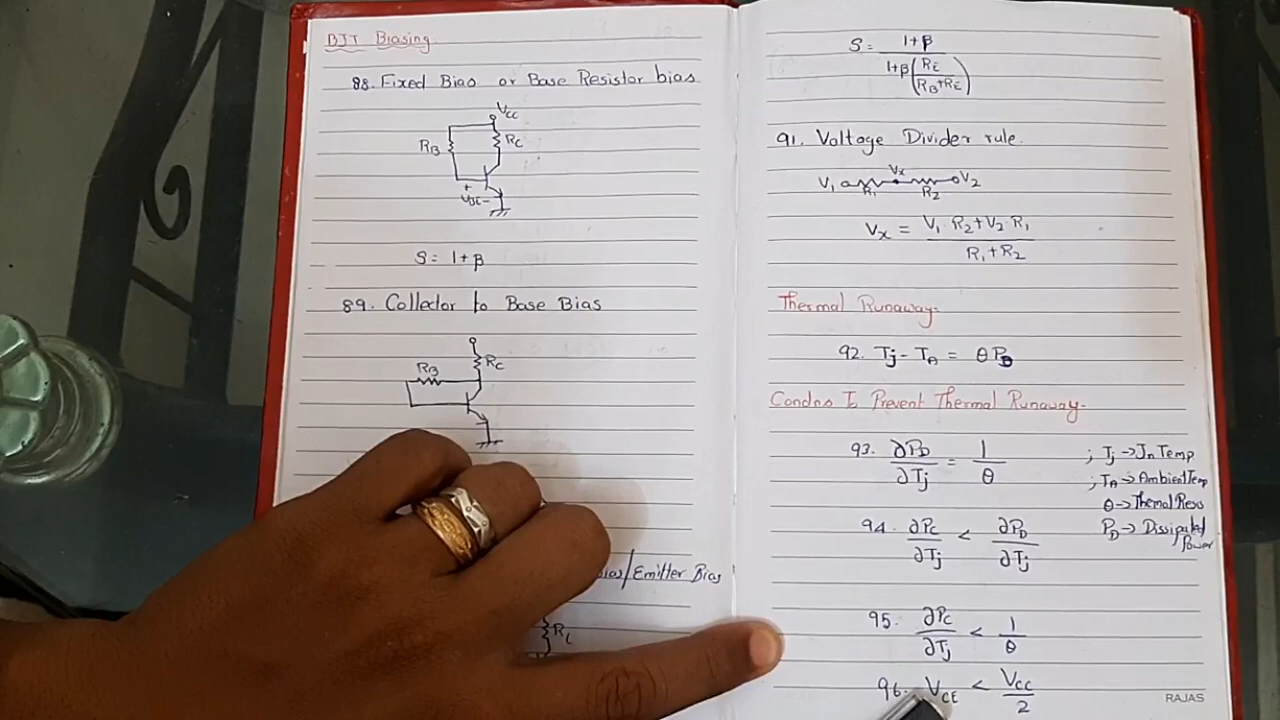 BJT Biasing
88. Fixed Bias or Base Resistor bias
VCC
RB RC
+
VBE -
S = 1+β
89. Collector to Base Bias
RB RC
Bias/Emitter Bias
RC
S = 1+β / 1+β(RE / RB+RE)
91. Voltage Divider rule.
V1 R1 Vx R2 V2
Vx = V1 R2 + V2 R1 / R1 + R2
Thermal Runaway:
92. Tj - TA = θ PD
Condns To Prevent Thermal Runaway-
93. ∂PD / ∂Tj = 1 / θ ; Tj → Jn Temp
; TA → Ambient Temp
θ → Thermal Resis
94. ∂PC / ∂Tj < ∂PD / ∂Tj PD → Dissipated Power
95. ∂PC / ∂Tj < 1 / θ
96. VCE < VCC / 2
RAJAS